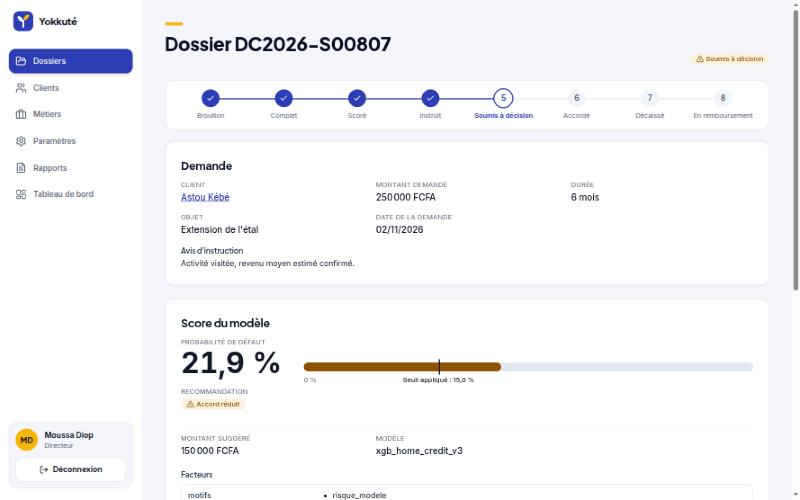 Yokkuté
Dossiers
Clients
Métiers
Paramètres
Rapports
Tableau de bord
MD
Moussa Diop
Directeur
Déconnexion
Dossier DC2026-S00807
Soumis à décision
5 6 7 8
Brouillon Complet Scoré Instruit Soumis à décision Accordé Décaissé En remboursement
Demande
CLIENT MONTANT DEMANDÉ DURÉE
Astou Kébé 250 000 FCFA 6 mois
OBJET DATE DE LA DEMANDE
Extension de l'étal 02/11/2026
Avis d'instruction
Activité visitée, revenu moyen estimé confirmé.
Score du modèle
PROBABILITÉ DE DÉFAUT
21,9 %
0 % Seuil appliqué : 15,0 %
RECOMMANDATION
Accord réduit
MONTANT SUGGÉRÉ MODÈLE
150 000 FCFA xgb_home_credit_v3
Facteurs
motifs • risque_modele